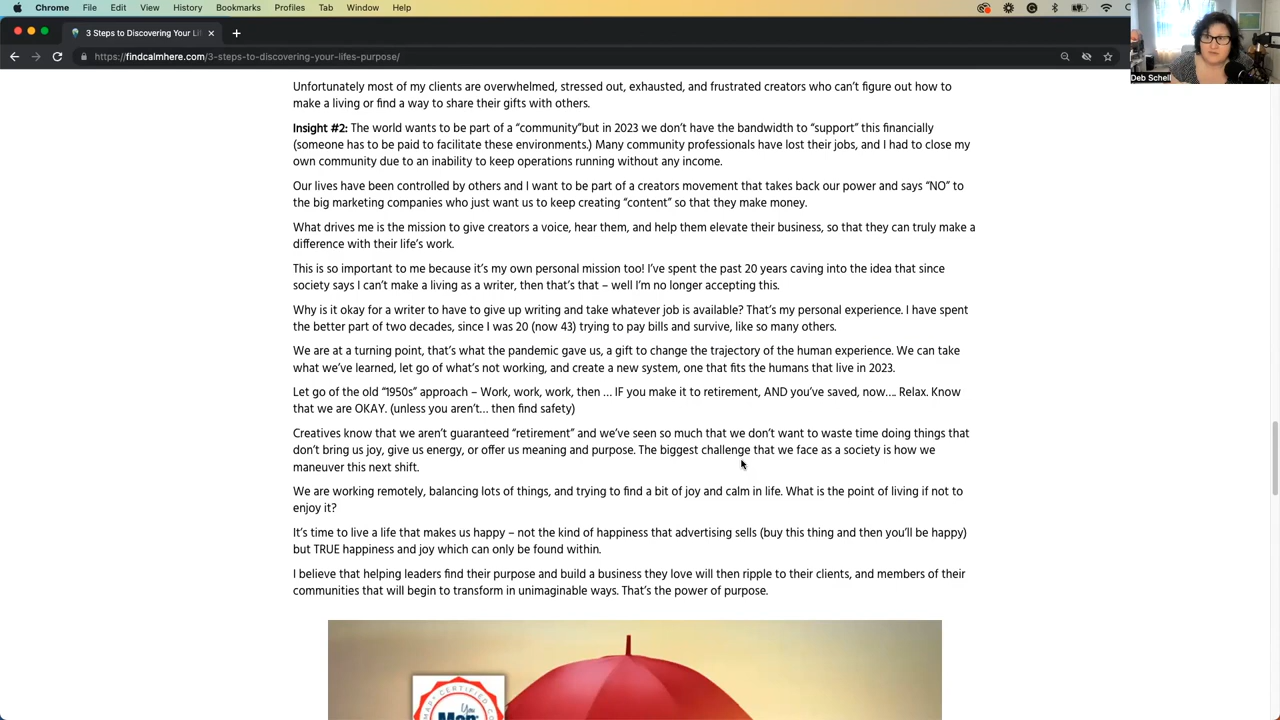 Chrome File Edit View History Bookmarks Profiles Tab Window Help
3 Steps to Discovering Your Li
https://findcalmhere.com/3-steps-to-discovering-your-lifes-purpose/
Deb Schell
Unfortunately most of my clients are overwhelmed, stressed out, exhausted, and frustrated creators who can’t figure out how to
make a living or find a way to share their gifts with others.
Insight #2: The world wants to be part of a “community”but in 2023 we don’t have the bandwidth to “support” this financially
(someone has to be paid to facilitate these environments.) Many community professionals have lost their jobs, and I had to close my
own community due to an inability to keep operations running without any income.
Our lives have been controlled by others and I want to be part of a creators movement that takes back our power and says “NO” to
the big marketing companies who just want us to keep creating “content” so that they make money.
What drives me is the mission to give creators a voice, hear them, and help them elevate their business, so that they can truly make a
difference with their life’s work.
This is so important to me because it’s my own personal mission too! I’ve spent the past 20 years caving into the idea that since
society says I can’t make a living as a writer, then that’s that – well I’m no longer accepting this.
Why is it okay for a writer to have to give up writing and take whatever job is available? That’s my personal experience. I have spent
the better part of two decades, since I was 20 (now 43) trying to pay bills and survive, like so many others.
We are at a turning point, that’s what the pandemic gave us, a gift to change the trajectory of the human experience. We can take
what we’ve learned, let go of what’s not working, and create a new system, one that fits the humans that live in 2023.
Let go of the old “1950s” approach – Work, work, work, then … IF you make it to retirement, AND you’ve saved, now…. Relax. Know
that we are OKAY. (unless you aren’t… then find safety)
Creatives know that we aren’t guaranteed “retirement” and we’ve seen so much that we don’t want to waste time doing things that
don’t bring us joy, give us energy, or offer us meaning and purpose. The biggest challenge that we face as a society is how we
maneuver this next shift.
We are working remotely, balancing lots of things, and trying to find a bit of joy and calm in life. What is the point of living if not to
enjoy it?
It’s time to live a life that makes us happy – not the kind of happiness that advertising sells (buy this thing and then you’ll be happy)
but TRUE happiness and joy which can only be found within.
I believe that helping leaders find their purpose and build a business they love will then ripple to their clients, and members of their
communities that will begin to transform in unimaginable ways. That’s the power of purpose.
MAP CERTIFIED CO
You
Map